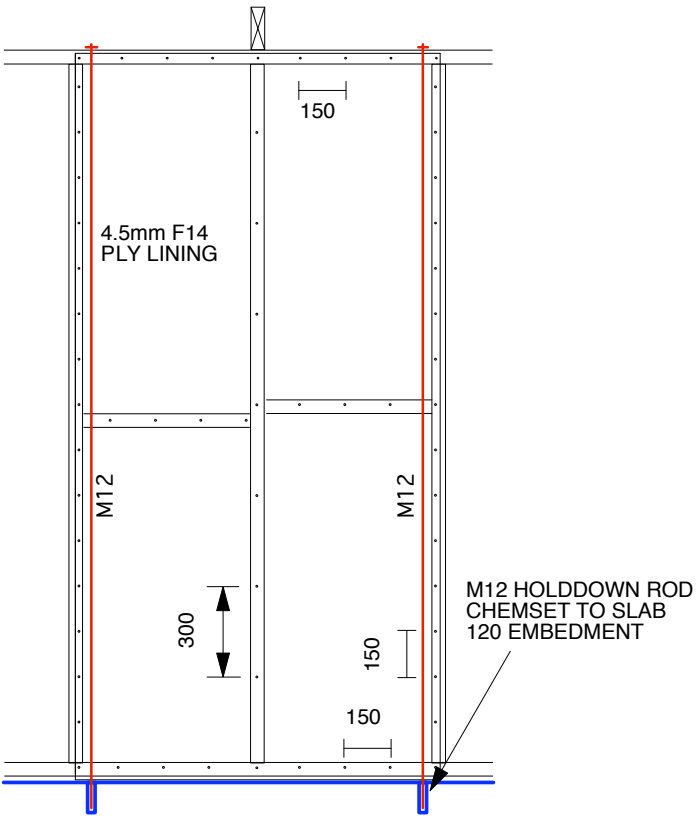 150
4.5mm F14
PLY LINING
M12
M12
300
150
M12 HOLDDOWN ROD
CHEMSET TO SLAB
120 EMBEDMENT
150